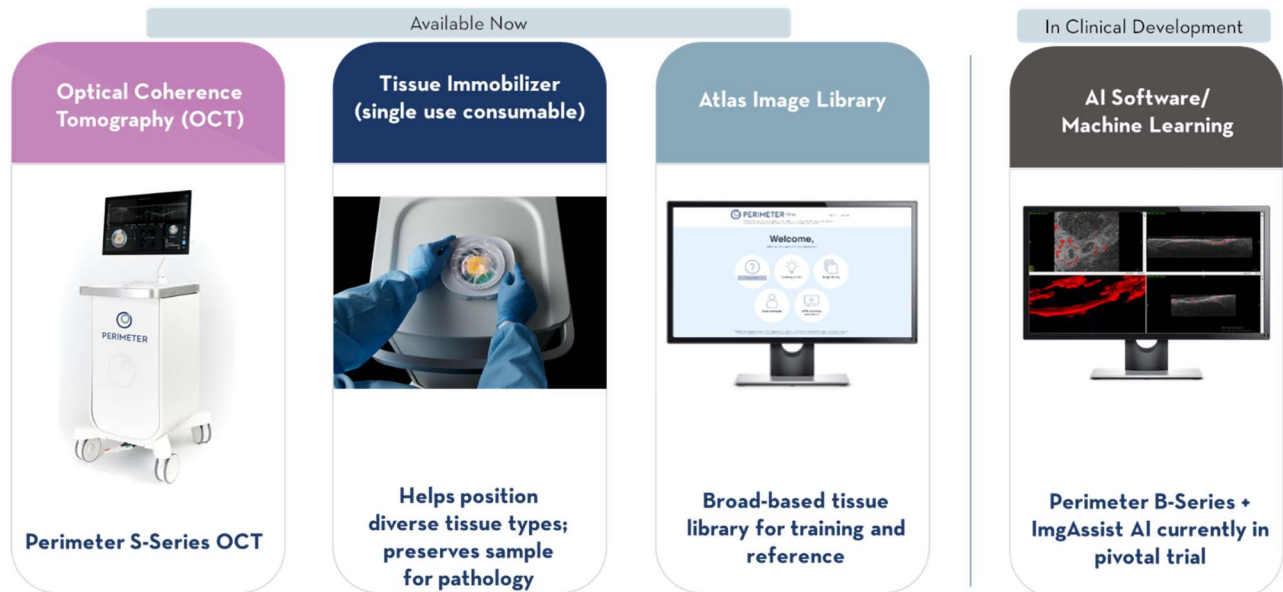 Available Now
In Clinical Development
Optical Coherence
Tomography (OCT)
PERIMETER
Perimeter S-Series OCT
Tissue Immobilizer
(single use consumable)
Helps position
diverse tissue types;
preserves sample
for pathology
Atlas Image Library
PERIMETER
Welcome,
Broad-based tissue
library for training and
reference
AI Software/
Machine Learning
Perimeter B-Series +
ImgAssist AI currently in
pivotal trial